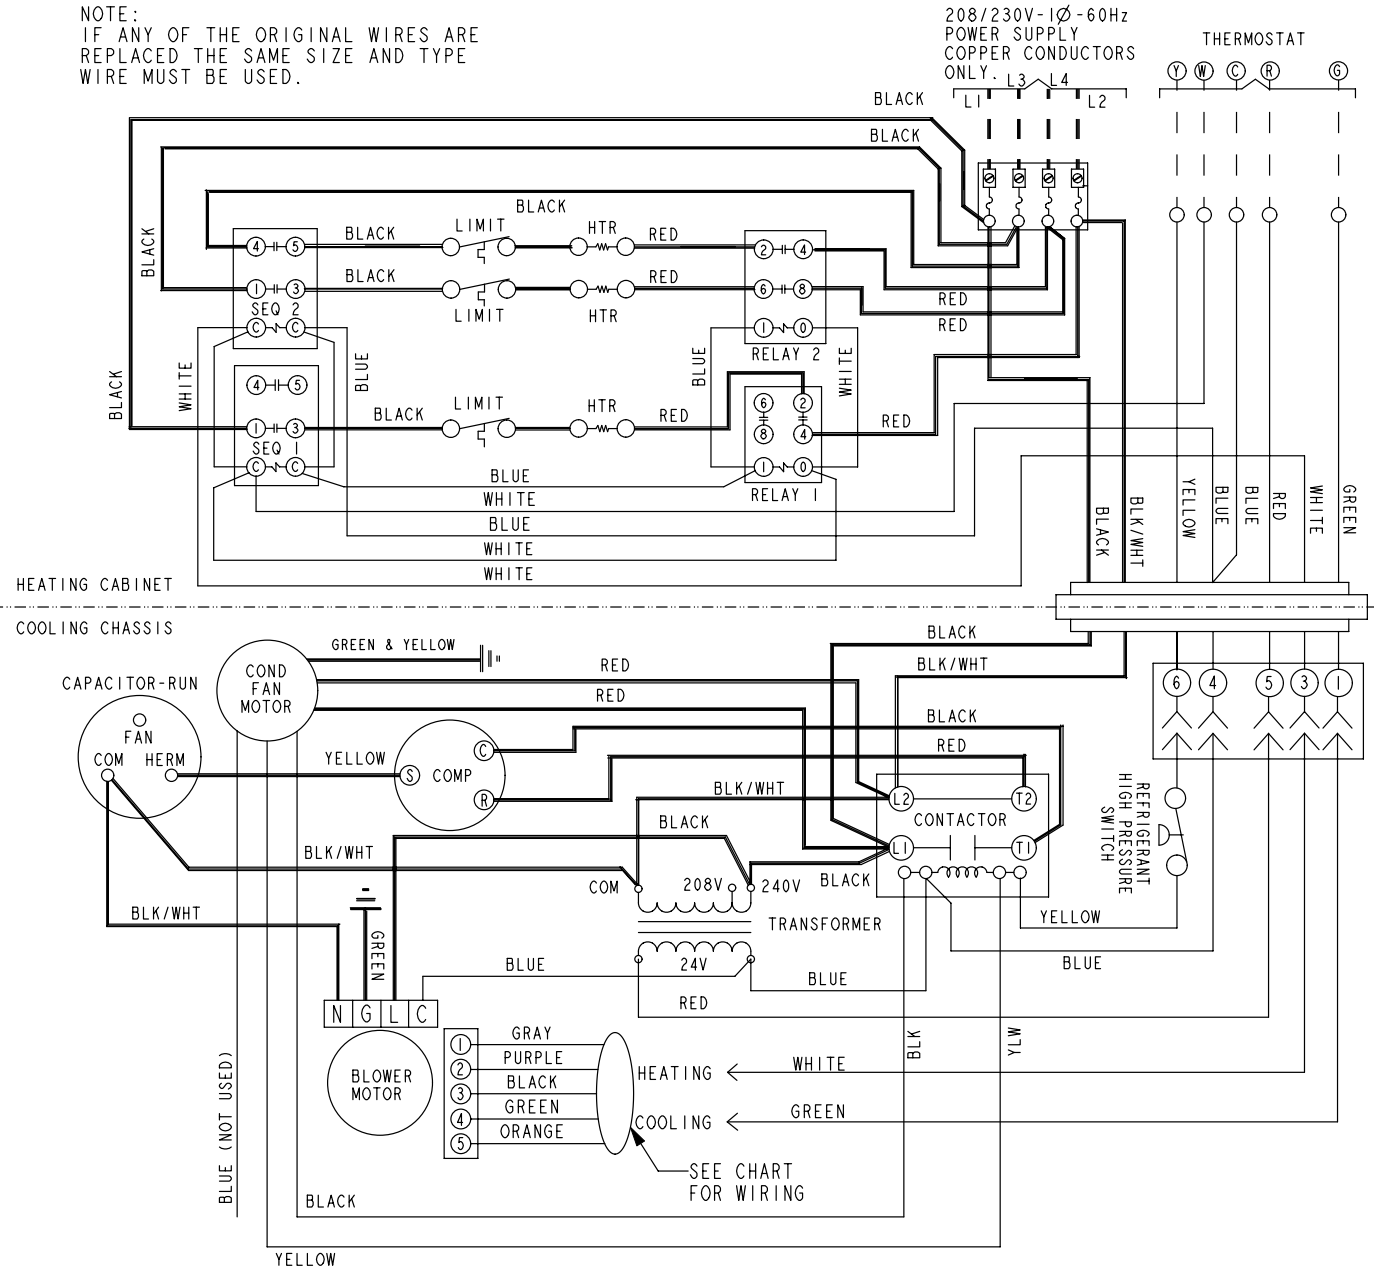 NOTE:
IF ANY OF THE ORIGINAL WIRES ARE
REPLACED THE SAME SIZE AND TYPE
WIRE MUST BE USED.
208/230V-1Ø-60Hz
POWER SUPPLY
COPPER CONDUCTORS
ONLY.
L3 L4
L1 L2
THERMOSTAT
Y W C R G
BLACK
BLACK
BLACK
BLACK
4 5
BLACK
LIMIT
HTR
RED
2 4
1 3
BLACK
LIMIT
HTR
RED
6 8
RED
RED
SEQ 2
C C
1 0
RELAY 2
WHITE
BLUE
BLUE
WHITE
BLACK
4 5
1 3
BLACK
LIMIT
HTR
RED
6 2
8 4
RED
SEQ 1
C C
1 0
RELAY 1
BLUE
WHITE
BLUE
WHITE
WHITE
BLACK
BLK/WHT
YELLOW
BLUE
BLUE
RED
WHITE
GREEN
HEATING CABINET
COOLING CHASSIS
GREEN & YELLOW
BLACK
BLK/WHT
RED
RED
COND
FAN
MOTOR
CAPACITOR-RUN
FAN
COM HERM
YELLOW
S COMP C
R
BLACK
RED
6 4 5 3 1
BLK/WHT
L2 T2
CONTACTOR
L1 T1
BLACK
BLK/WHT
BLACK
COM 208V 240V
TRANSFORMER
24V
REFRIGERANT
HIGH PRESSURE
SWITCH
YELLOW
BLUE
BLK/WHT
GREEN
BLUE
BLUE
RED
N G L C
BLOWER
MOTOR
1 GRAY
2 PURPLE
3 BLACK
4 GREEN
5 ORANGE
HEATING
WHITE
COOLING
GREEN
BLK
YLW
SEE CHART
FOR WIRING
BLUE (NOT USED)
BLACK
YELLOW